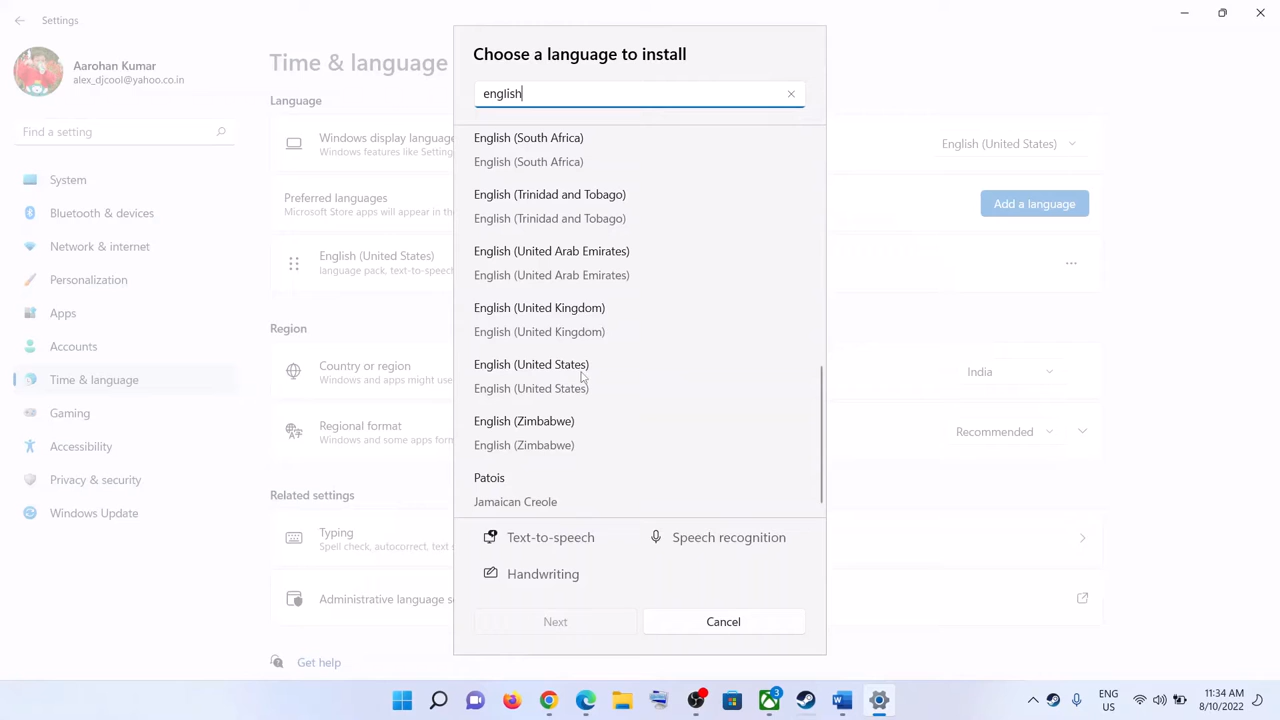 Settings
Aarohan Kumar
alex_djcool@yahoo.co.in
Find a setting
System
Bluetooth & devices
Network & internet
Personalization
Apps
Accounts
Time & language
Gaming
Accessibility
Privacy & security
Windows Update
Time & language
Language
Windows display language
Windows features like Setting
English (United States)
Preferred languages
Microsoft Store apps will appear in the
Add a language
English (United States)
language pack, text-to-speech
Region
Country or region
Windows and apps might use
India
Regional format
Windows and some apps form
Recommended
Related settings
Typing
Spell check, autocorrect, text s
Administrative language s
Get help
Choose a language to install
english
English (South Africa)
English (South Africa)
English (Trinidad and Tobago)
English (Trinidad and Tobago)
English (United Arab Emirates)
English (United Arab Emirates)
English (United Kingdom)
English (United Kingdom)
English (United States)
English (United States)
English (Zimbabwe)
English (Zimbabwe)
Patois
Jamaican Creole
Text-to-speech
Speech recognition
Handwriting
Next
Cancel
3
ENG
US
11:34 AM
8/10/2022